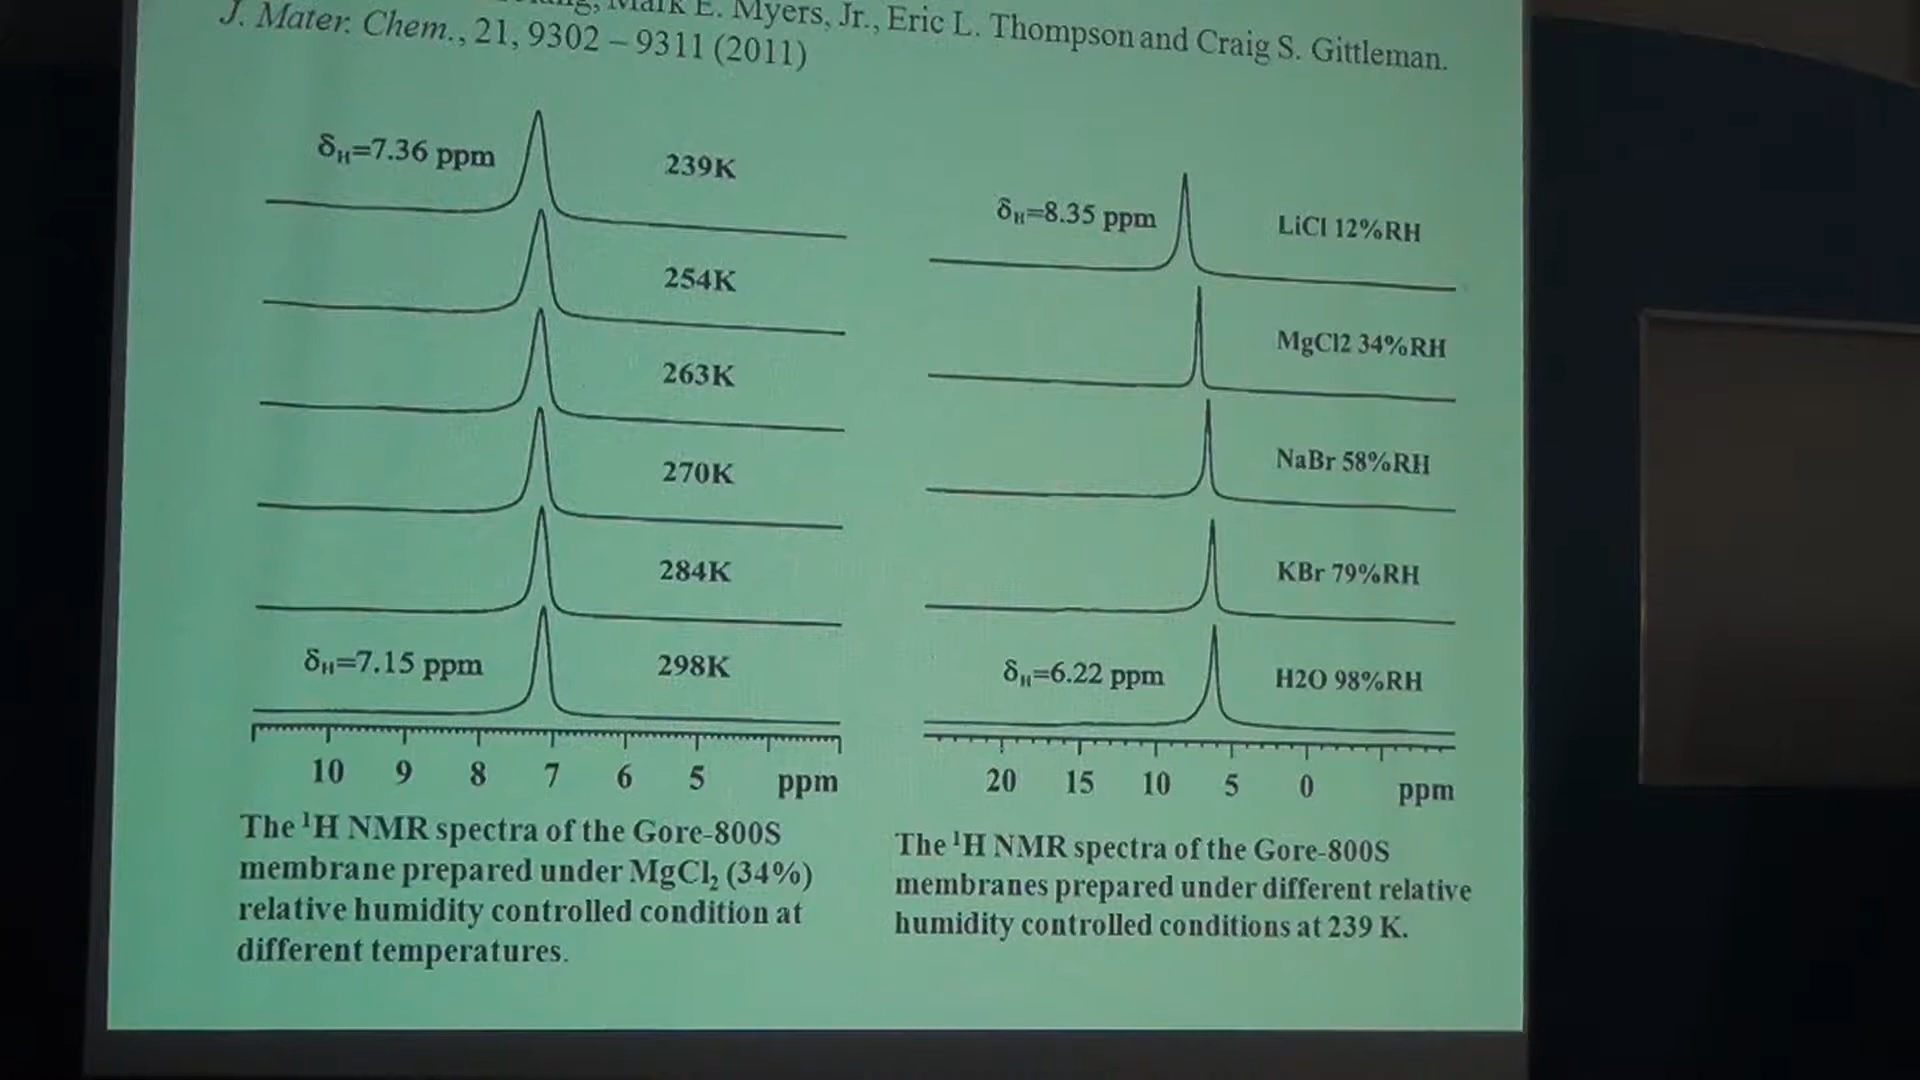 Mark E. Myers, Jr., Eric L. Thompson and Craig S. Gittleman.
J. Mater. Chem., 21, 9302 – 9311 (2011)
δH=7.36 ppm
239K
254K
263K
270K
284K
δH=7.15 ppm
298K
10 9 8 7 6 5 ppm
The ¹H NMR spectra of the Gore-800S
membrane prepared under MgCl₂ (34%)
relative humidity controlled condition at
different temperatures.
δH=8.35 ppm
LiCl 12%RH
MgCl2 34%RH
NaBr 58%RH
KBr 79%RH
δH=6.22 ppm
H2O 98%RH
20 15 10 5 0 ppm
The ¹H NMR spectra of the Gore-800S
membranes prepared under different relative
humidity controlled conditions at 239 K.